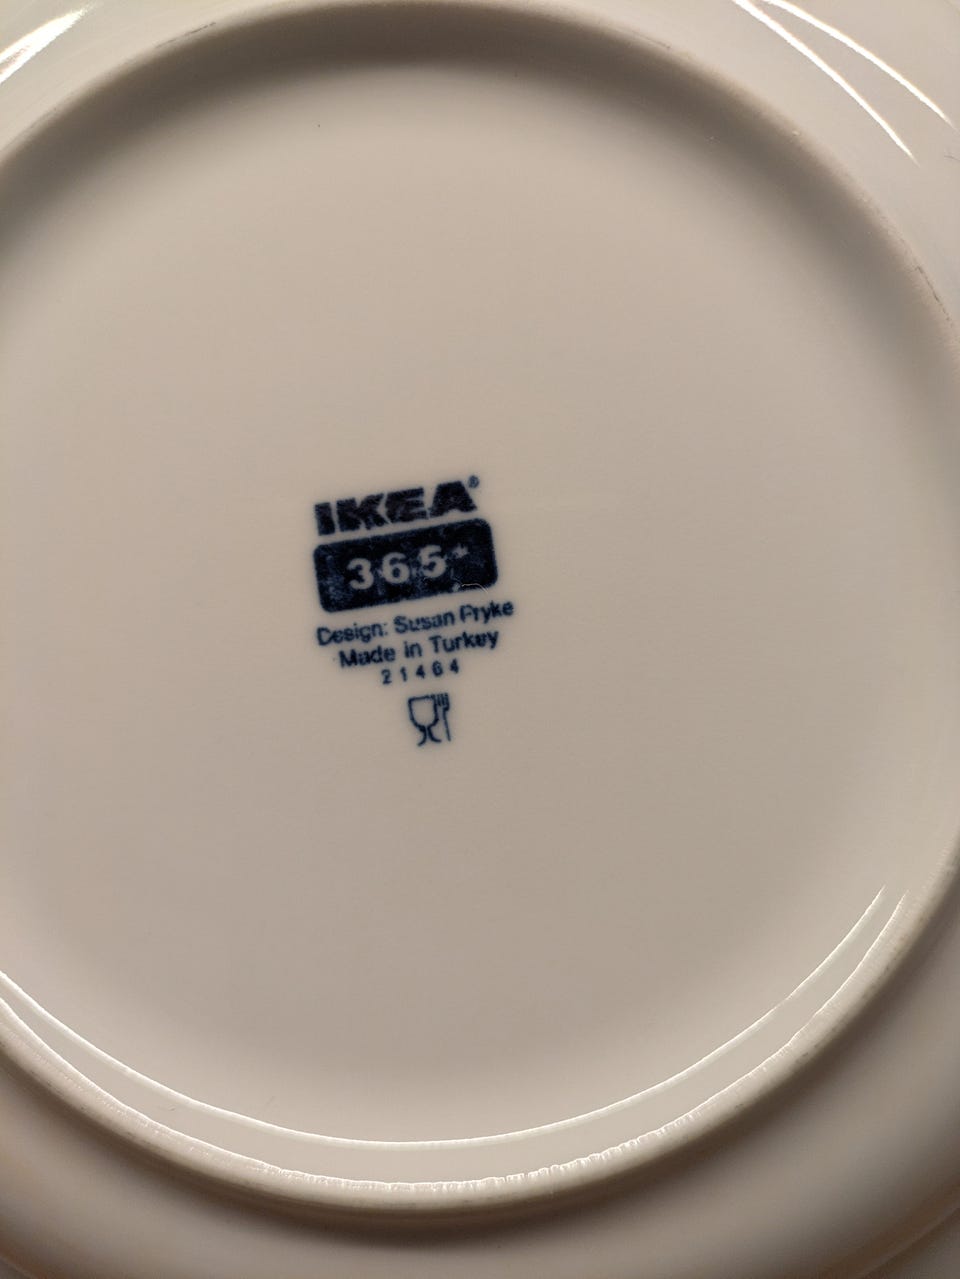 IKEA®
365+
Design: Susan Pryke
Made in Turkey
21464